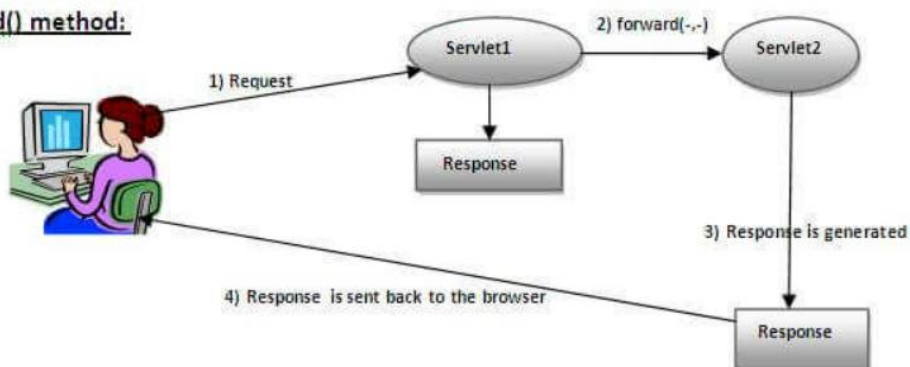 d() method:
2) forward(-,-)
Servlet1
Servlet2
1) Request
Response
3) Response is generated
4) Response is sent back to the browser
Response